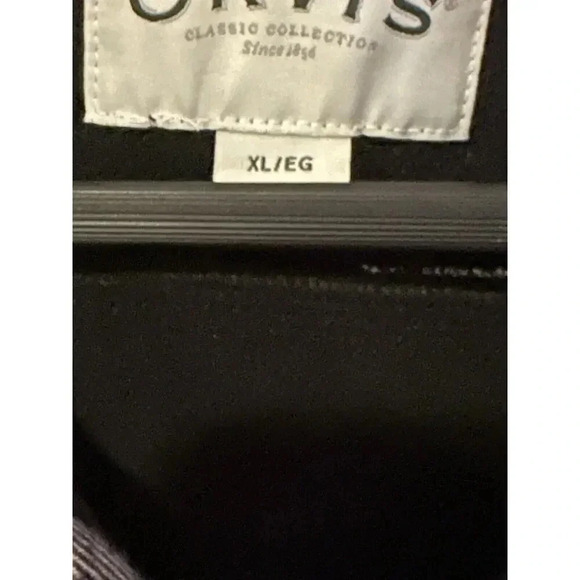 ORVIS®
CLASSIC COLLECTION
Since 1856
XL/EG